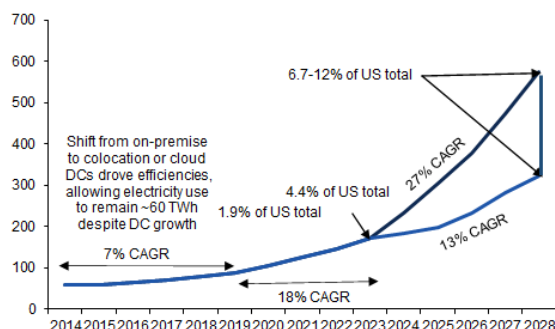 700
600
500
400
300
200
100
0
6.7-12% of US total
Shift from on-premise
to colocation or cloud
DCs drove efficiencies,
allowing electricity use
to remain ~60 TWh
despite DC growth
27% CAGR
4.4% of US total
1.9% of US total
13% CAGR
7% CAGR
18% CAGR
2014 2015 2016 2017 2018 2019 2020 2021 2022 2023 2024 2025 2026 2027 2028